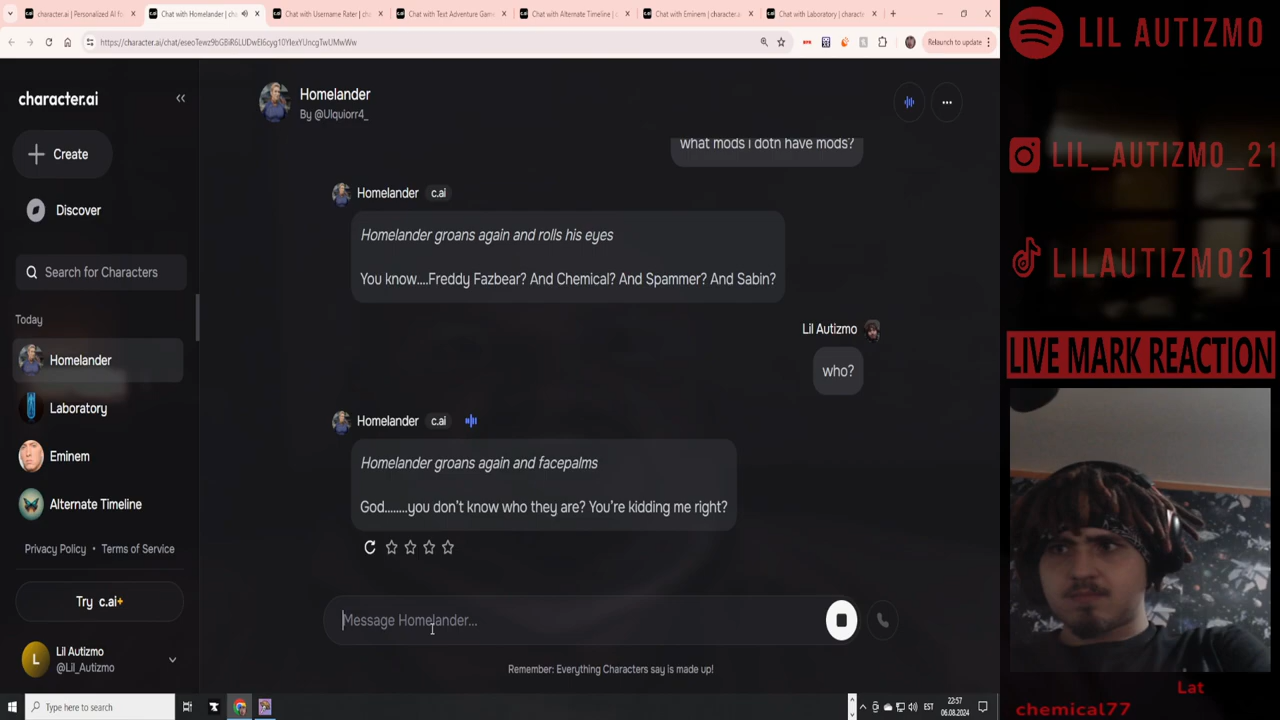 character.ai | Personalized AI fo
Chat with Homelander | cha
Chat with Username Rater | c
Chat with Text Adventure Gam
Chat with Alternate Timeline | c
Chat with Eminem | character.
Chat with Laboratory | charact
https://character.ai/chat/eseoTewz9bGBiR6LUDwEl6cyg10YlexYUncgTwUMwWw
Relaunch to update
character.ai
Create
Discover
Search for Characters
Today
Homelander
Laboratory
Eminem
Alternate Timeline
Privacy Policy • Terms of Service
Try c.ai+
L
Lil Autizmo
@Lil_Autizmo
Homelander
By @Ulquiorr4_
what mods i dotn have mods?
Homelander c.ai
Homelander groans again and rolls his eyes
You know....Freddy Fazbear? And Chemical? And Spammer? And Sabin?
Lil Autizmo
who?
Homelander c.ai
Homelander groans again and facepalms
God........you don't know who they are? You're kidding me right?
Message Homelander...
Remember: Everything Characters say is made up!
Type here to search
EST
22:57
06.08.2024
LIL AUTIZMO
LIL_AUTIZMO_21
LILAUTIZMO21
LIVE MARK REACTION
Lat
chemical77